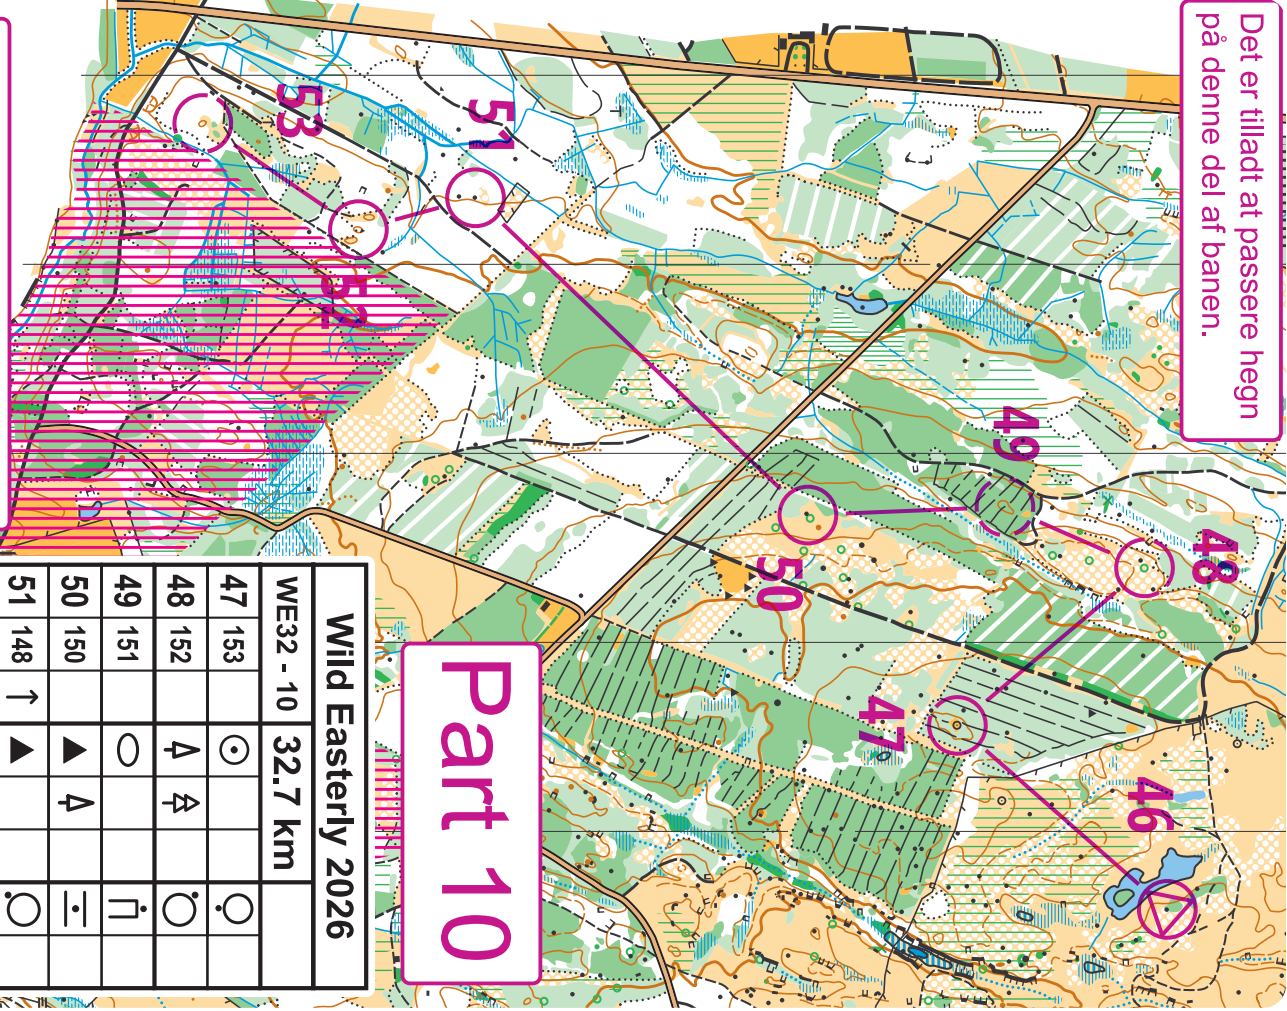 Det er tilladt at passere hegn
på denne del af banen.
53
51
52
49
48
50
47
46
Part 10
Wild Easterly 2026
WE32 - 10 32.7 km
47 153
48 152
49 151
50 150
51 148